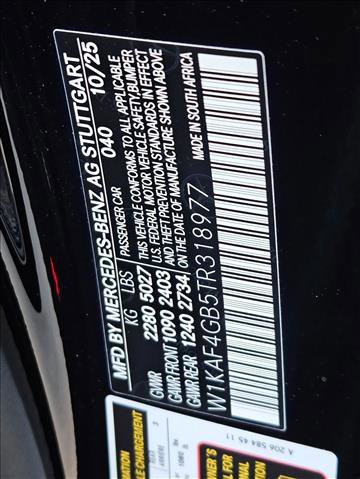 MFD BY MERCEDES-BENZ AG STUTTGART
040 10/25
PASSENGER CAR
KG LBS
GVWR 2280 5027
GAWR FRONT 1090 2403
GAWR REAR 1240 2734
THIS VEHICLE CONFORMS TO ALL APPLICABLE
U.S. FEDERAL MOTOR VEHICLE SAFETY, BUMPER
AND THEFT PREVENTION STANDARDS IN EFFECT
ON THE DATE OF MANUFACTURE SHOWN ABOVE
W1KAF4GB5TR318977
MADE IN SOUTH AFRICA
A 206 584 45 11